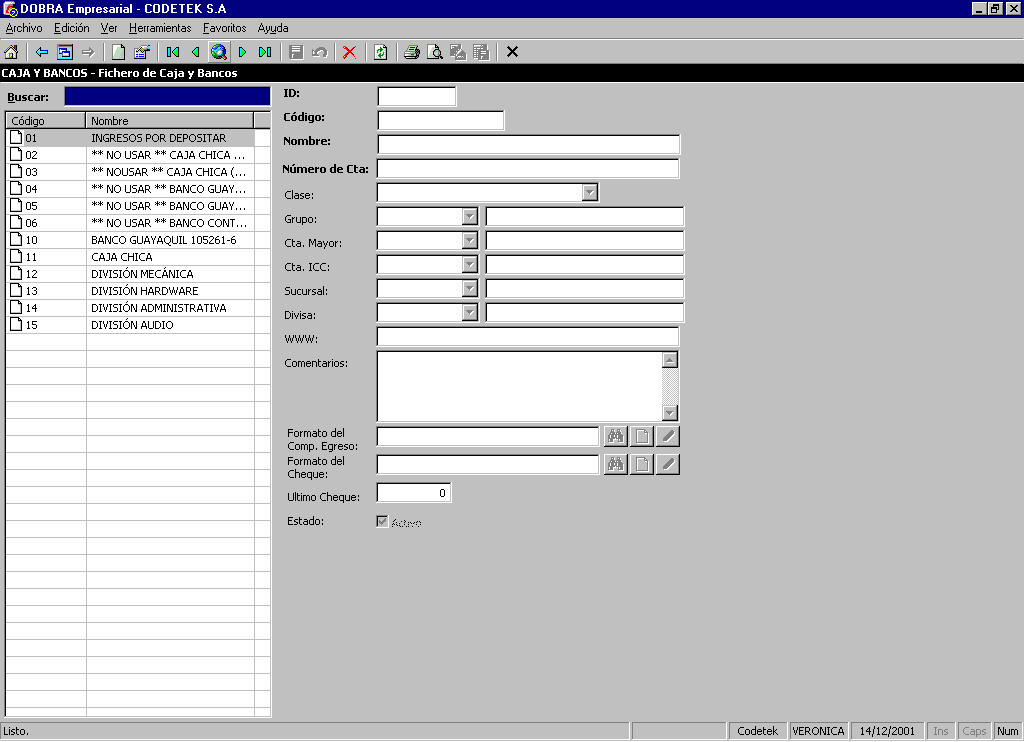 DOBRA Empresarial - CODETEK S.A
Archivo Edición Ver Herramientas Favoritos Ayuda
CAJA Y BANCOS - Fichero de Caja y Bancos
Buscar:
Código Nombre
01 INGRESOS POR DEPOSITAR
02 ** NO USAR ** CAJA CHICA ...
03 ** NOUSAR ** CAJA CHICA (...
04 ** NO USAR ** BANCO GUAY...
05 ** NO USAR ** BANCO GUAY...
06 ** NO USAR ** BANCO CONT...
10 BANCO GUAYAQUIL 105261-6
11 CAJA CHICA
12 DIVISIÓN MECÁNICA
13 DIVISIÓN HARDWARE
14 DIVISIÓN ADMINISTRATIVA
15 DIVISIÓN AUDIO
ID:
Código:
Nombre:
Número de Cta:
Clase:
Grupo:
Cta. Mayor:
Cta. ICC:
Sucursal:
Divisa:
WWW:
Comentarios:
Formato del
Comp. Egreso:
Formato del
Cheque:
Ultimo Cheque: 0
Estado: Activo
Listo. Codetek VERONICA 14/12/2001 Ins Caps Num